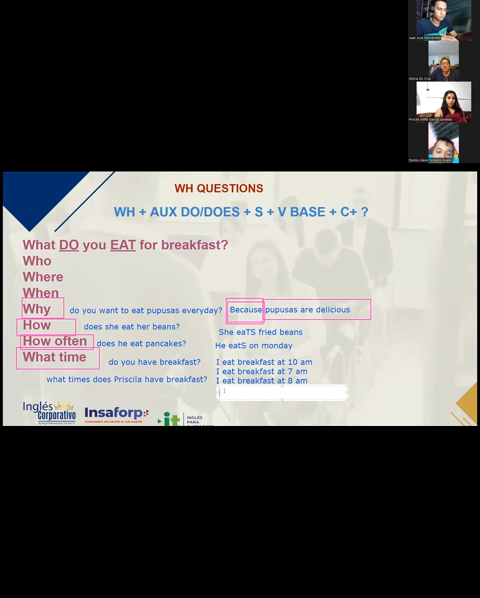 WH QUESTIONS
WH + AUX DO/DOES + S + V BASE + C+ ?
What DO you EAT for breakfast?
Who
Where
When
Why do you want to eat pupusas everyday? Because pupusas are delicious
How does she eat her beans? She eaTS fried beans
How often does he eat pancakes? He eatS on monday
What time do you have breakfast? I eat breakfast at 10 am
I eat breakfast at 7 am
what times does Priscila have breakfast? I eat breakfast at 8 am
Inglés
corporativo
Insaforp
it
INGLÉS
PARA